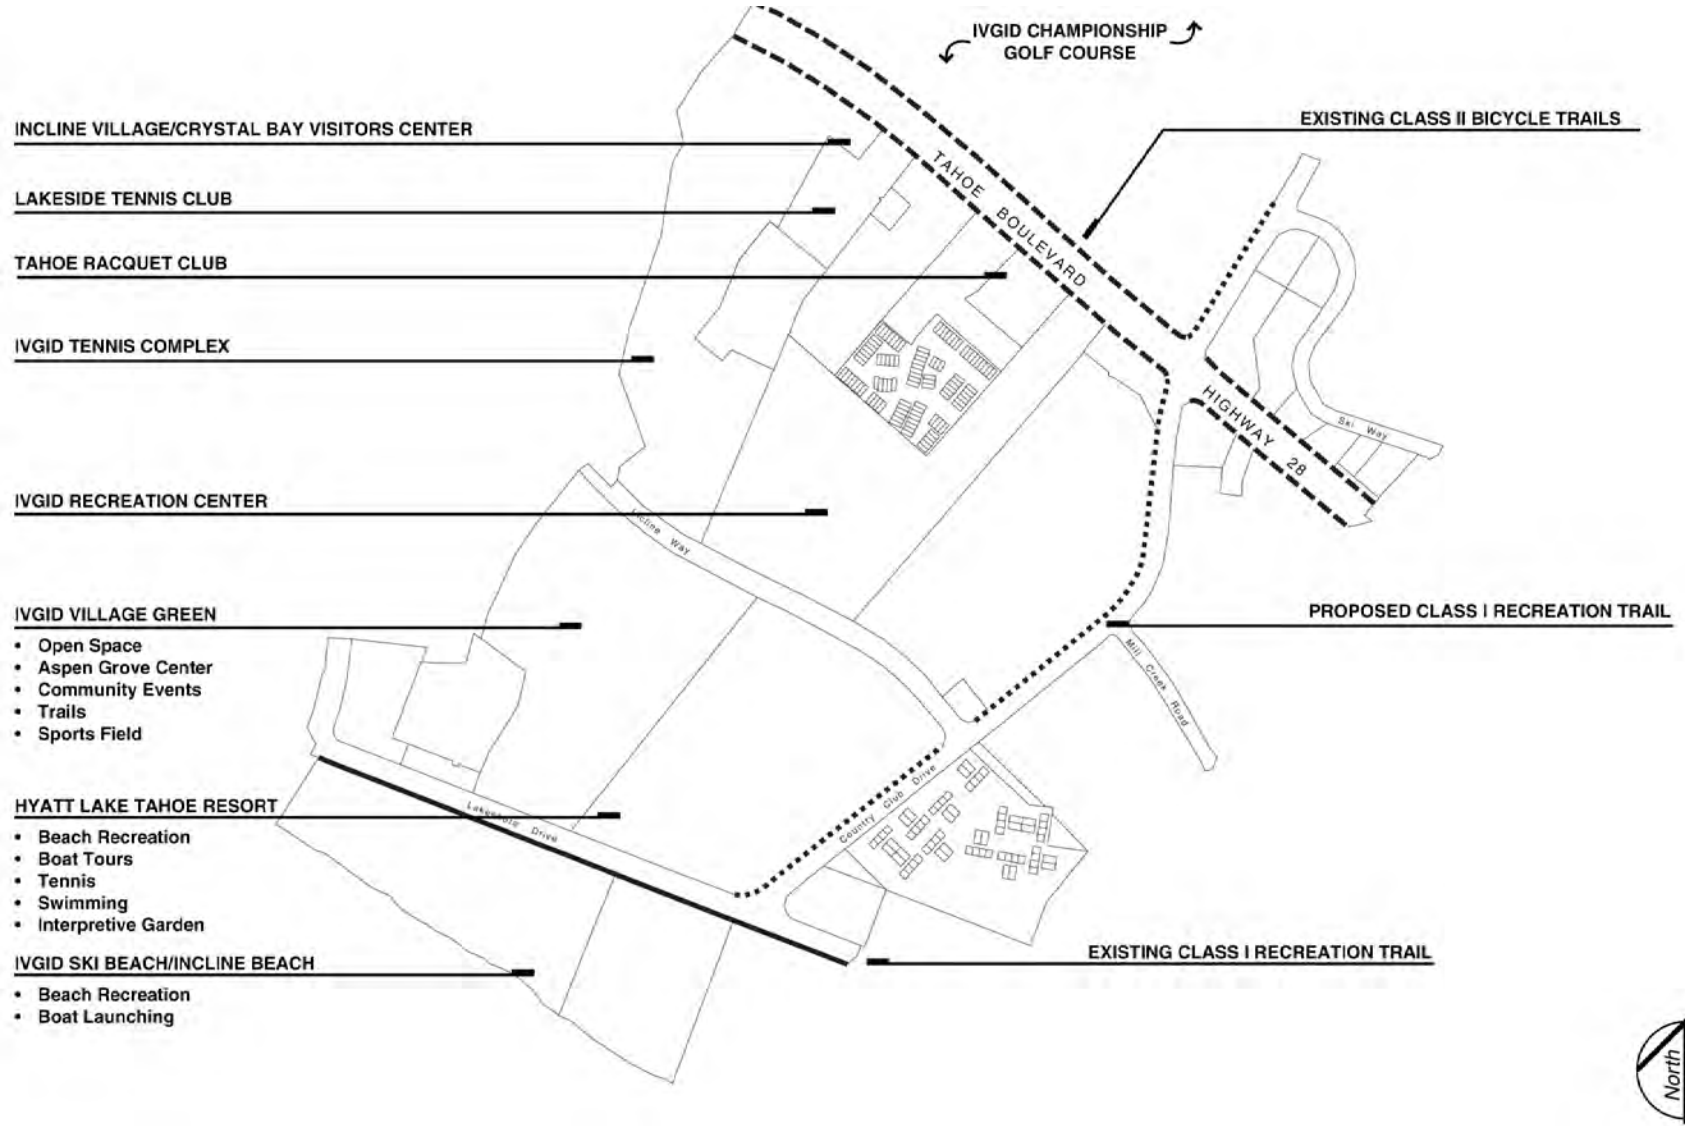 IVGID CHAMPIONSHIP
GOLF COURSE
INCLINE VILLAGE/CRYSTAL BAY VISITORS CENTER
EXISTING CLASS II BICYCLE TRAILS
LAKESIDE TENNIS CLUB
TAHOE BOULEVARD
TAHOE RACQUET CLUB
IVGID TENNIS COMPLEX
HIGHWAY 28
Ski Way
IVGID RECREATION CENTER
Way
IVGID VILLAGE GREEN
• Open Space
• Aspen Grove Center
• Community Events
• Trails
• Sports Field
PROPOSED CLASS I RECREATION TRAIL
Mill Creek Road
HYATT LAKE TAHOE RESORT
• Beach Recreation
• Boat Tours
• Tennis
• Swimming
• Interpretive Garden
Drive
Country Club Drive
IVGID SKI BEACH/INCLINE BEACH
• Beach Recreation
• Boat Launching
EXISTING CLASS I RECREATION TRAIL
North